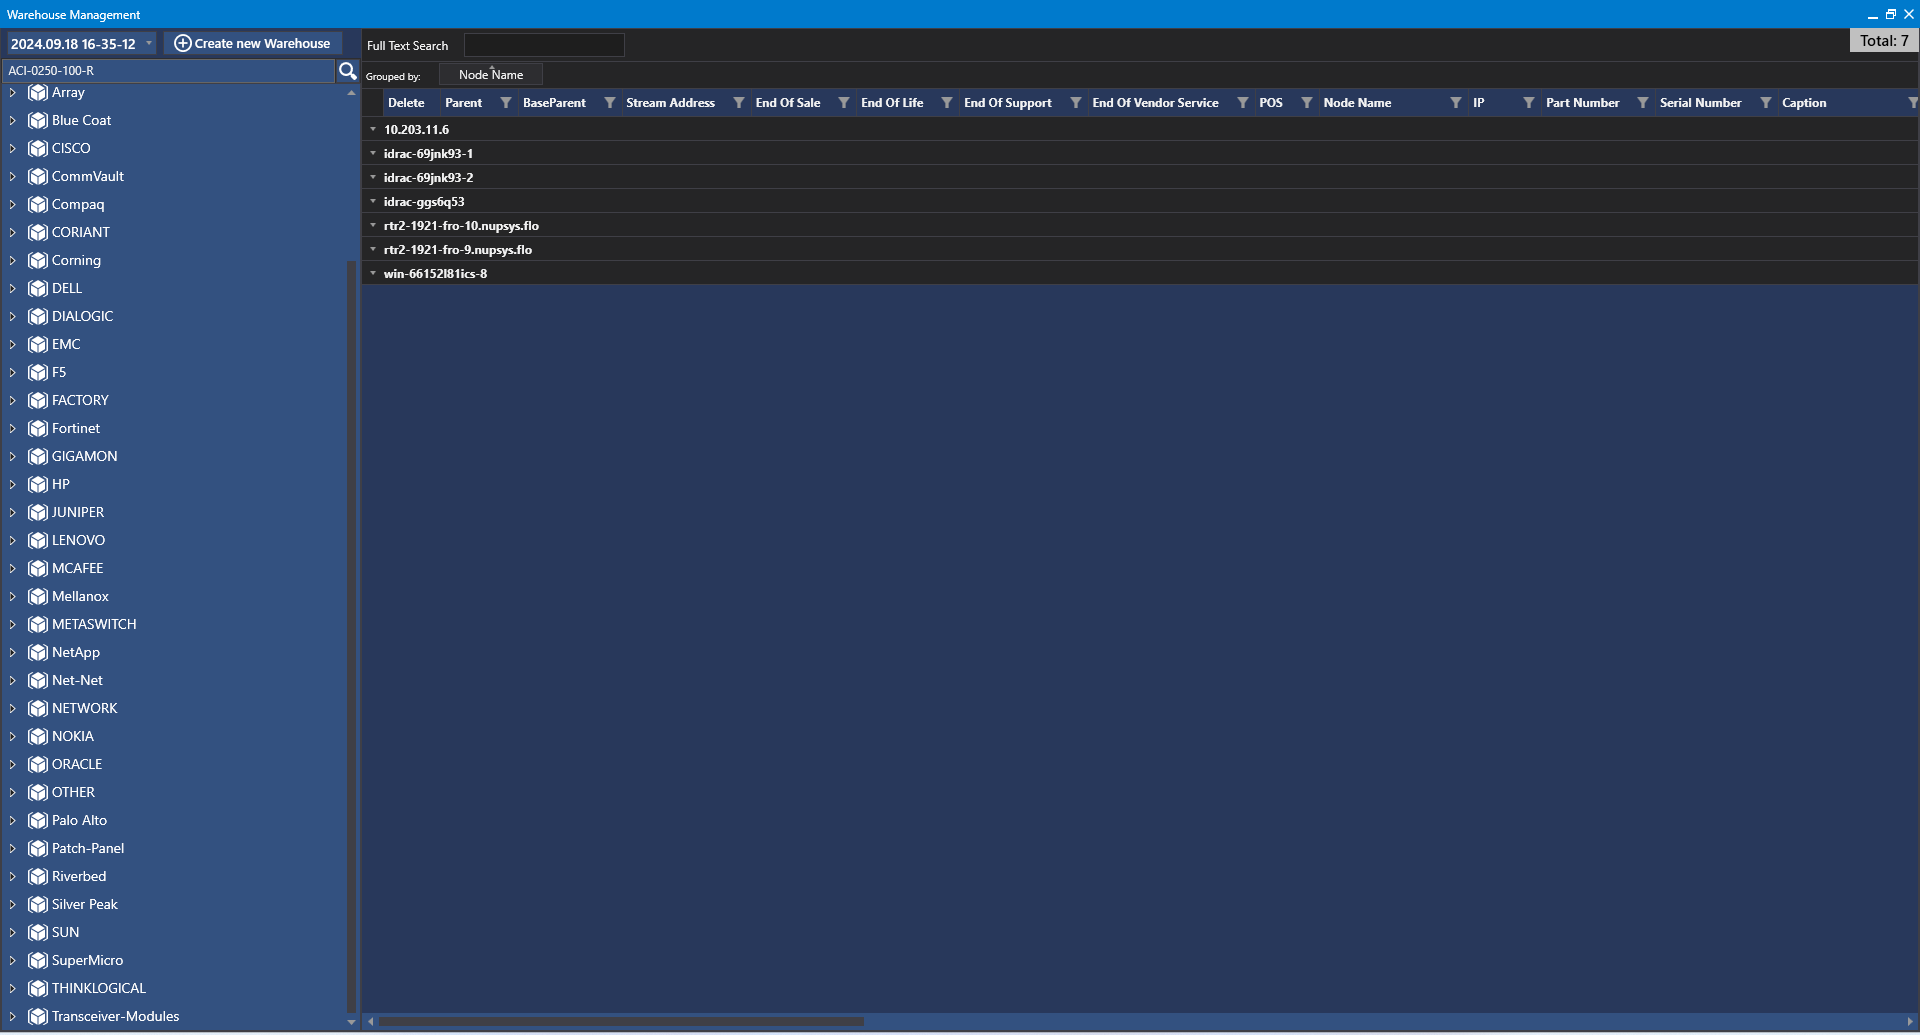 Warehouse Management
2024.09.18 16-35-12
Create new Warehouse
ACI-0250-100-R
Array
Blue Coat
CISCO
CommVault
Compaq
CORIANT
Corning
DELL
DIALOGIC
EMC
F5
FACTORY
Fortinet
GIGAMON
HP
JUNIPER
LENOVO
MCAFEE
Mellanox
METASWITCH
NetApp
Net-Net
NETWORK
NOKIA
ORACLE
OTHER
Palo Alto
Patch-Panel
Riverbed
Silver Peak
SUN
SuperMicro
THINKLOGICAL
Transceiver-Modules
Full Text Search
Total: 7
Grouped by: Node Name
Delete Parent BaseParent Stream Address End Of Sale End Of Life End Of Support End Of Vendor Service POS Node Name IP Part Number Serial Number Caption
10.203.11.6
idrac-69jnk93-1
idrac-69jnk93-2
idrac-ggs6q53
rtr2-1921-fro-10.nupsys.flo
rtr2-1921-fro-9.nupsys.flo
win-66152l81ics-8